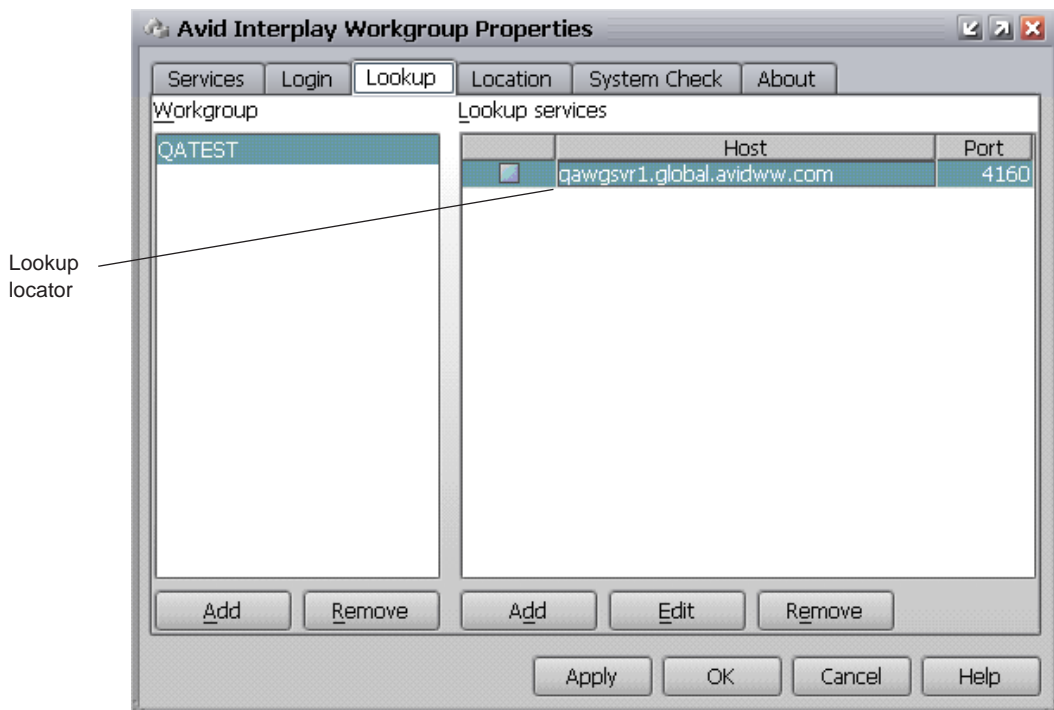 Avid Interplay Workgroup Properties
Services Login Lookup Location System Check About
Workgroup
Lookup services
QATEST
Host Port
qawgsvr1.global.avidww.com 4160
Lookup
locator
Add Remove Add Edit Remove
Apply OK Cancel Help